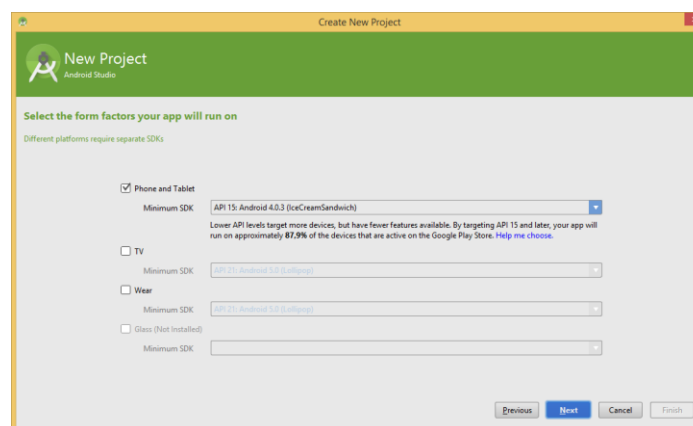 Create New Project
New Project
Android Studio
Select the form factors your app will run on
Different platforms require separate SDKs
Phone and Tablet
Minimum SDK
API 15: Android 4.0.3 (IceCreamSandwich)
Lower API levels target more devices, but have fewer features available. By targeting API 15 and later, your app will
run on approximately 87.9% of the devices that are active on the Google Play Store. Help me choose.
TV
Minimum SDK
API 21: Android 5.0 (Lollipop)
Wear
Minimum SDK
API 21: Android 5.0 (Lollipop)
Glass (Not Installed)
Minimum SDK
Previous
Next
Cancel
Finish